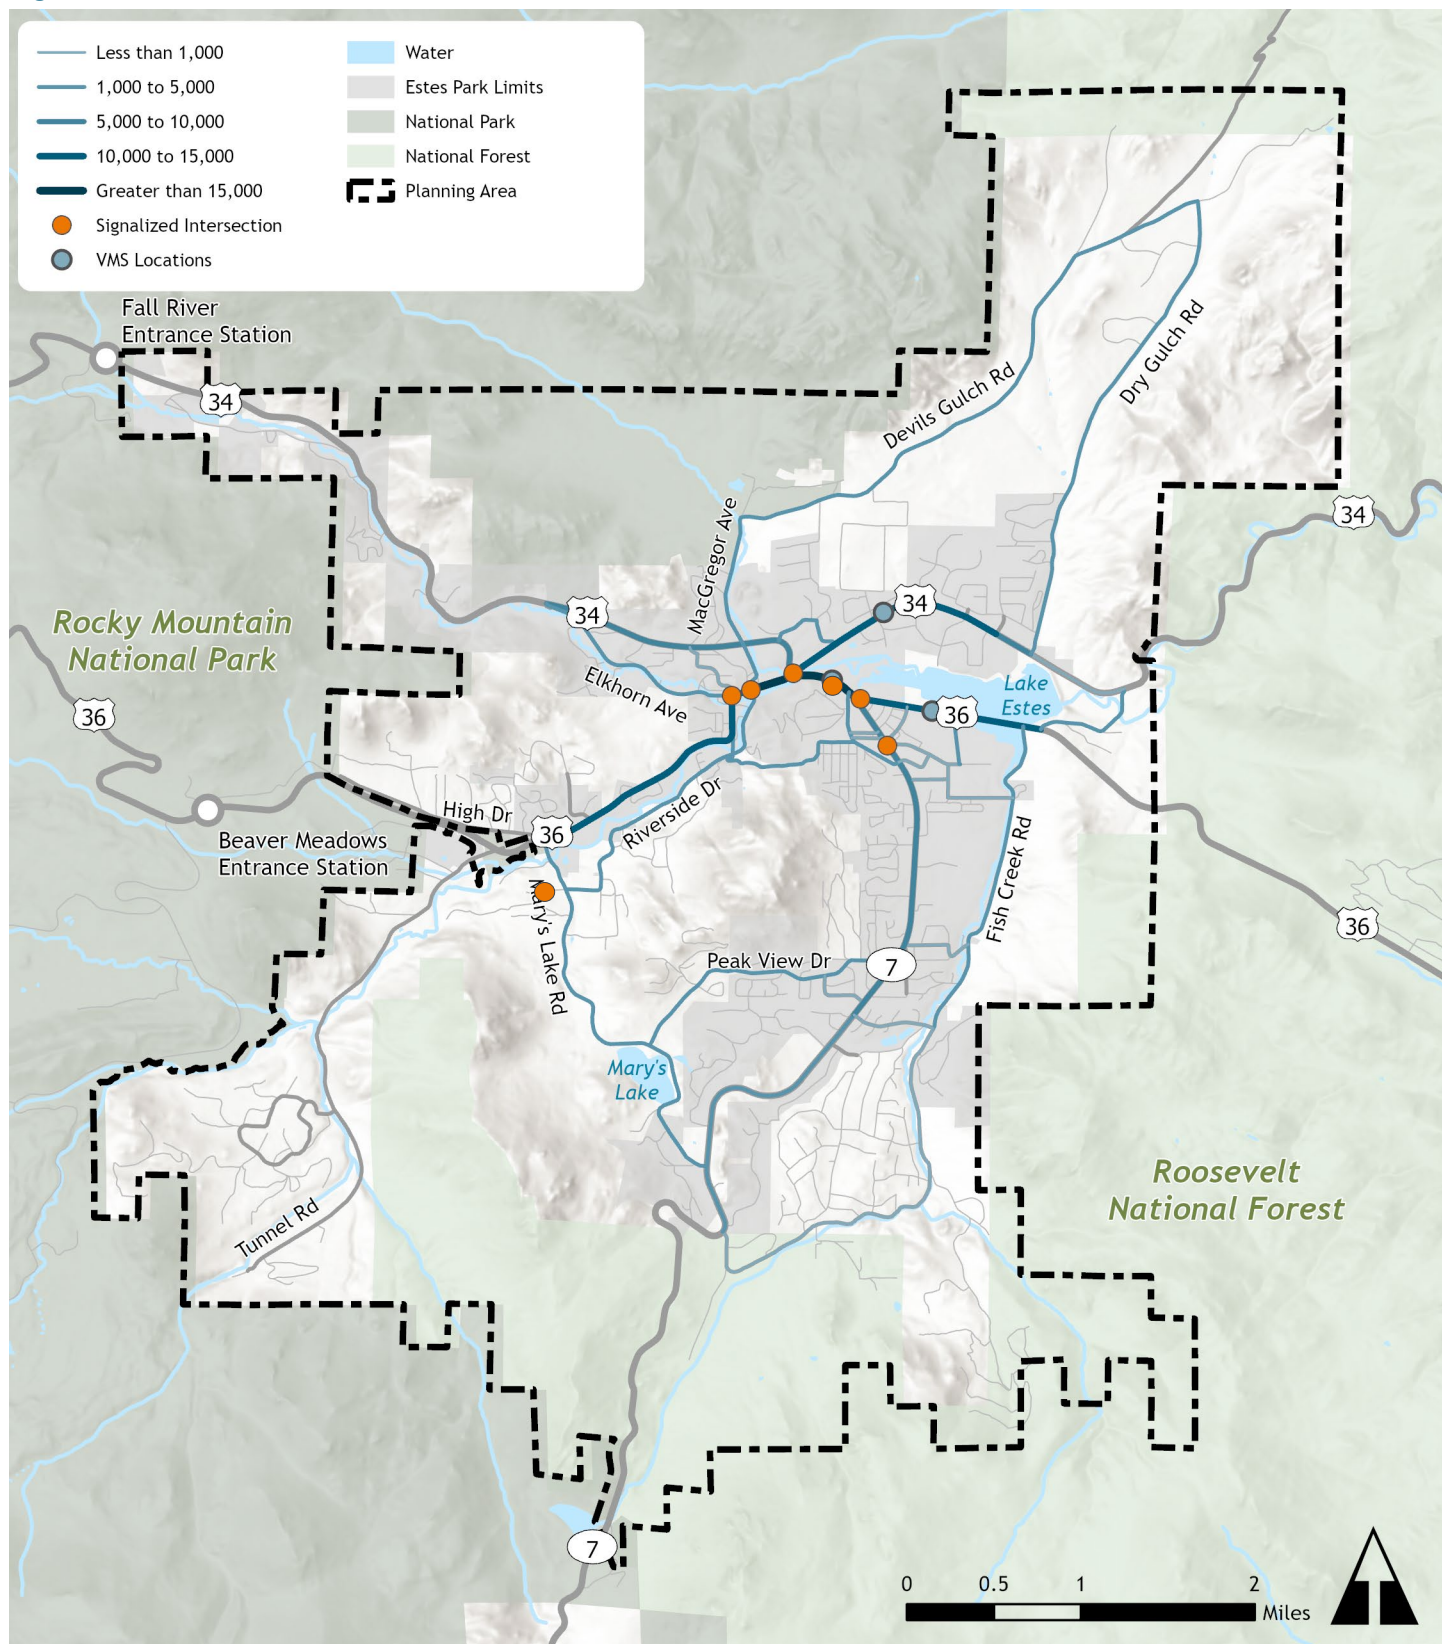 Less than 1,000
1,000 to 5,000
5,000 to 10,000
10,000 to 15,000
Greater than 15,000
Signalized Intersection
VMS Locations
Water
Estes Park Limits
National Park
National Forest
Planning Area
Fall River
Entrance Station
34
Devils Gulch Rd
Dry Gulch Rd
34
MacGregor Ave
34
34
Rocky Mountain
National Park
Elkhorn Ave
Lake
Estes
36
36
High Dr
36
Riverside Dr
Beaver Meadows
Entrance Station
Fish Creek Rd
Mary's Lake Rd
36
Peak View Dr
7
Mary's
Lake
Roosevelt
National Forest
Tunnel Rd
7
0 0.5 1 2
Miles